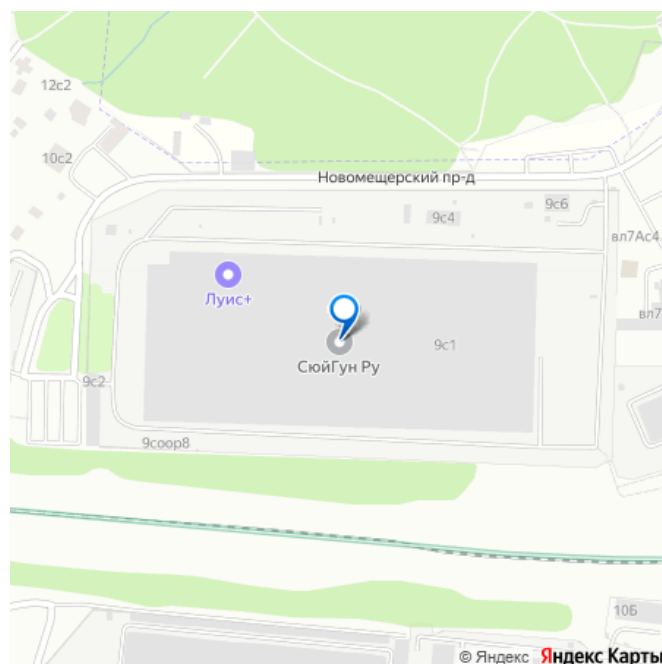 12с2
10с2
Новомещерский пр-д
9с6
9с4
вл7Ас4
Луис+
вл7
9с1
СюйГун Ру
9с2
9соор8
10Б
© Яндекс Яндекс Карты